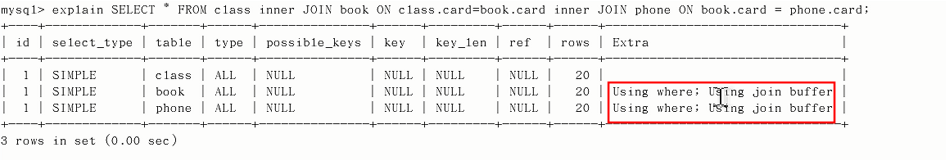 mysql> explain SELECT * FROM class inner JOIN book ON class.card=book.card inner JOIN phone ON book.card = phone.card;
+----+-------------+-------+------+---------------+------+---------+------+------+--------------------------------+
| id | select_type | table | type | possible_keys | key | key_len | ref | rows | Extra |
+----+-------------+-------+------+---------------+------+---------+------+------+--------------------------------+
| 1 | SIMPLE | class | ALL | NULL | NULL | NULL | NULL | 20 | |
| 1 | SIMPLE | book | ALL | NULL | NULL | NULL | NULL | 20 | Using where; Using join buffer |
| 1 | SIMPLE | phone | ALL | NULL | NULL | NULL | NULL | 20 | Using where; Using join buffer |
+----+-------------+-------+------+---------------+------+---------+------+------+--------------------------------+
3 rows in set (0.00 sec)